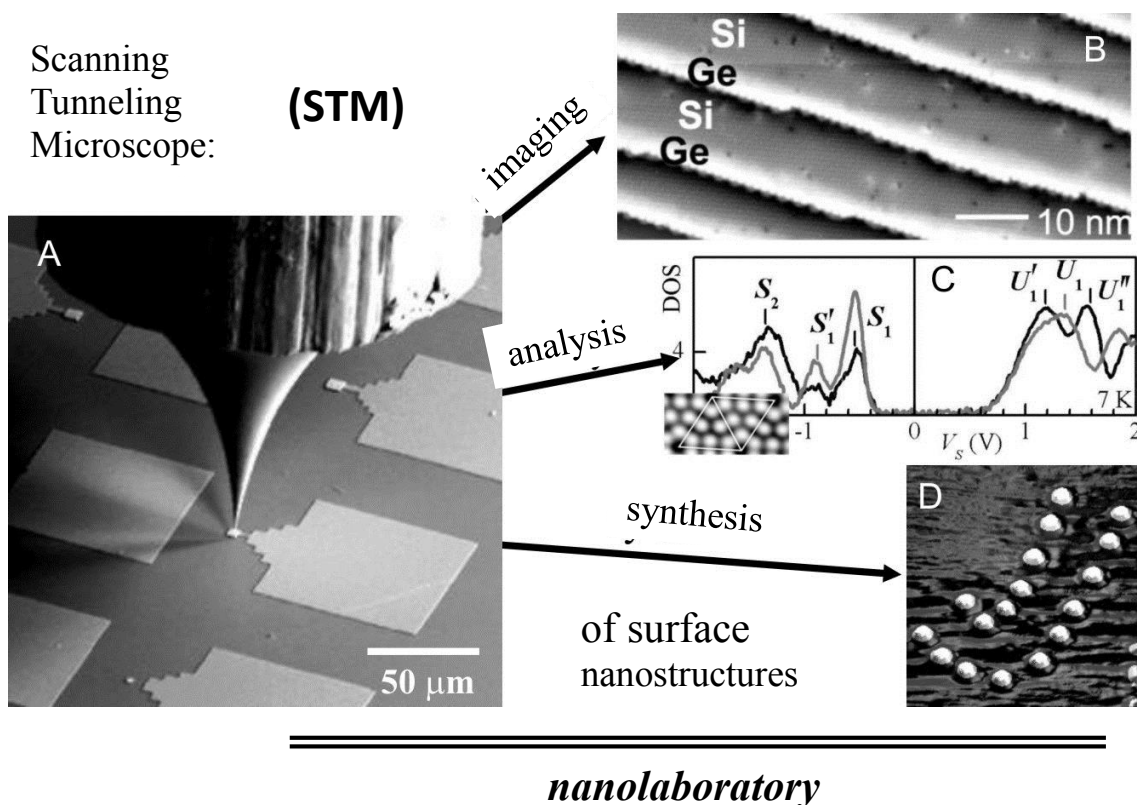 Scanning
Tunneling
Microscope:
(STM)
imaging
analysis
synthesis
of surface
nanostructures
nanolaboratory
A
50 μm
B
Si
Ge
Si
Ge
10 nm
C
DOS
4
S₂
S₁′
S₁
U₁′
U₁
U₁″
7 K
-1
0
1
2
V_S (V)
D